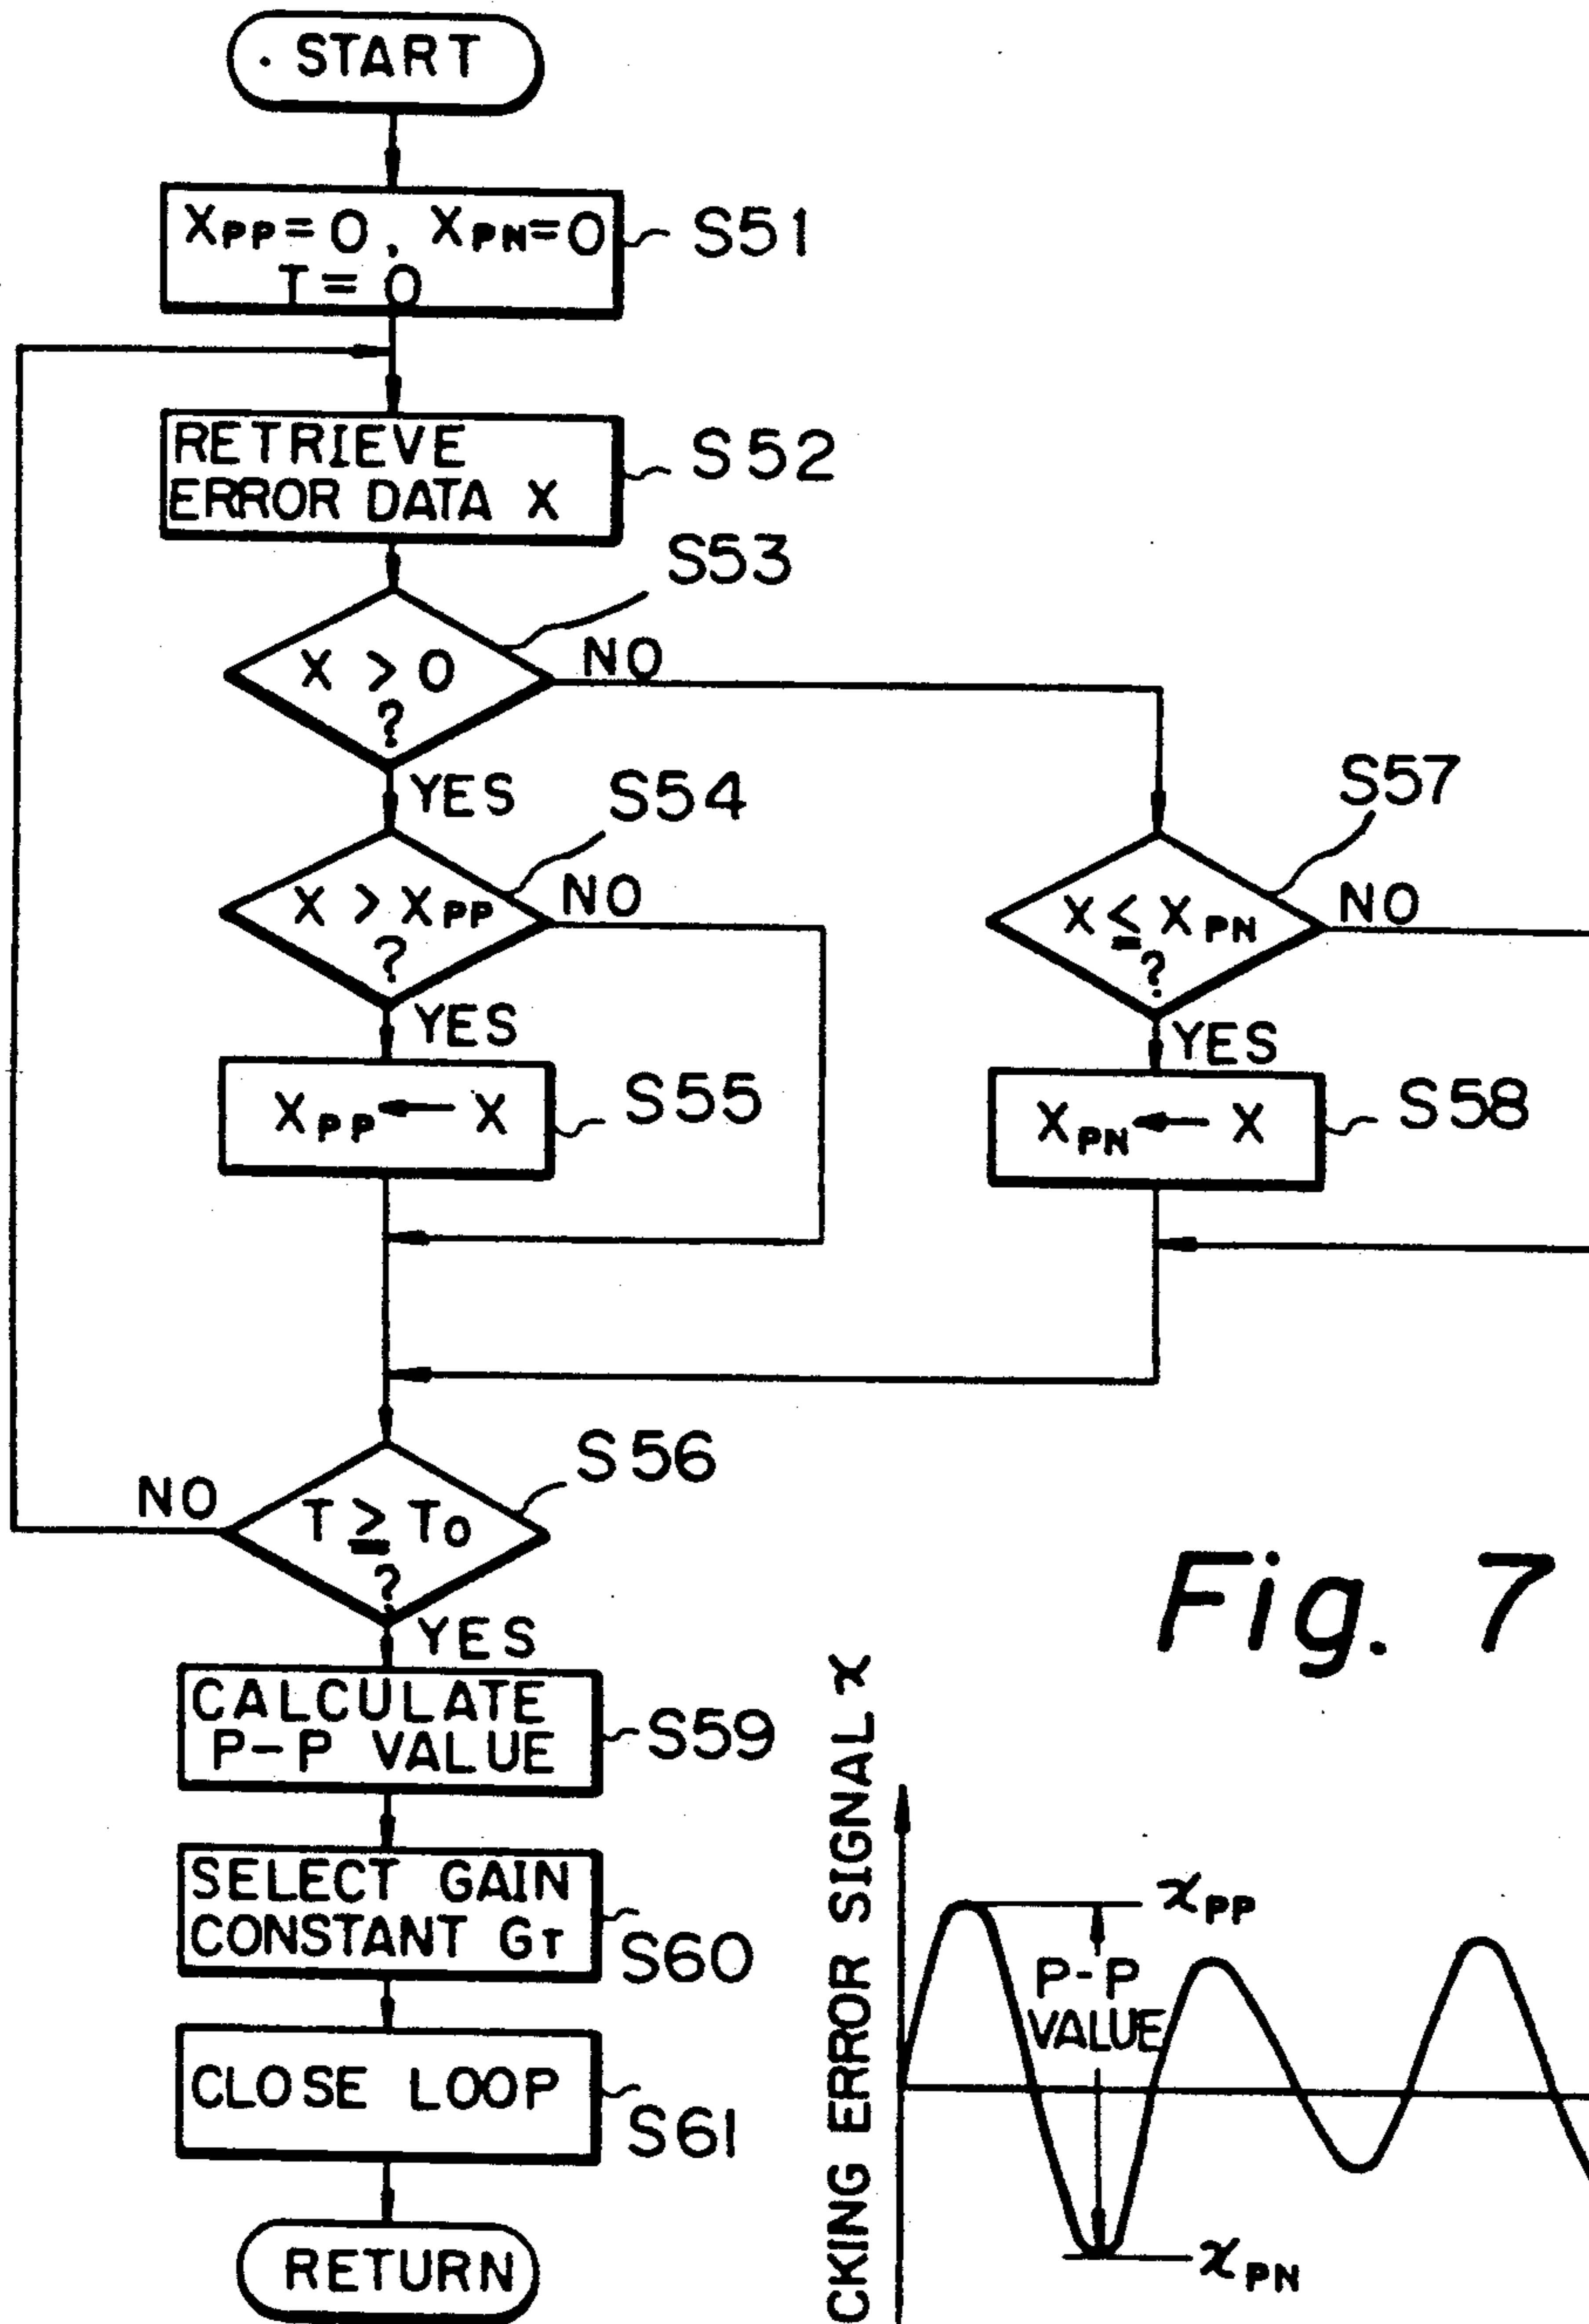 START
XPP=0, XPN=0
T=0
S51
RETRIEVE
ERROR DATA X
S52
S53
X > 0
?
NO
YES
S54
X > XPP
?
NO
YES
XPP ← X
S55
S57
X ≤ XPN
?
NO
YES
XPN ← X
S58
S56
T ≥ To
?
NO
YES
CALCULATE
P-P VALUE
S59
SELECT GAIN
CONSTANT GT
S60
CLOSE LOOP
S61
RETURN
Fig. 7
CKING ERROR SIGNAL x
xPP
P-P
VALUE
xPN